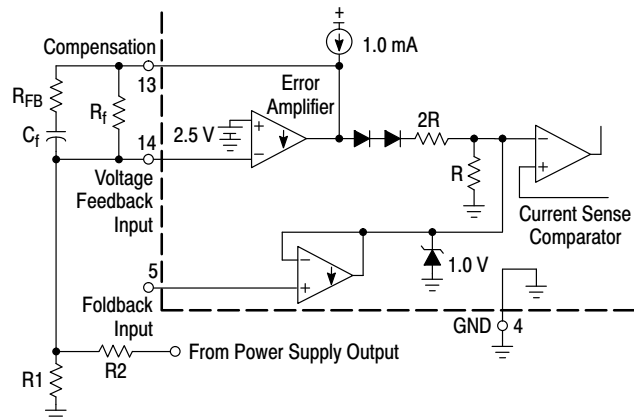 +
Compensation
1.0 mA
13
Error
Amplifier
R_FB
R_f
2R
C_f
2.5 V
+
−
14
−
+
R
Voltage
Feedback
Input
Current Sense
Comparator
−
+
1.0 V
5
Foldback
Input
GND
4
From Power Supply Output
R2
R1